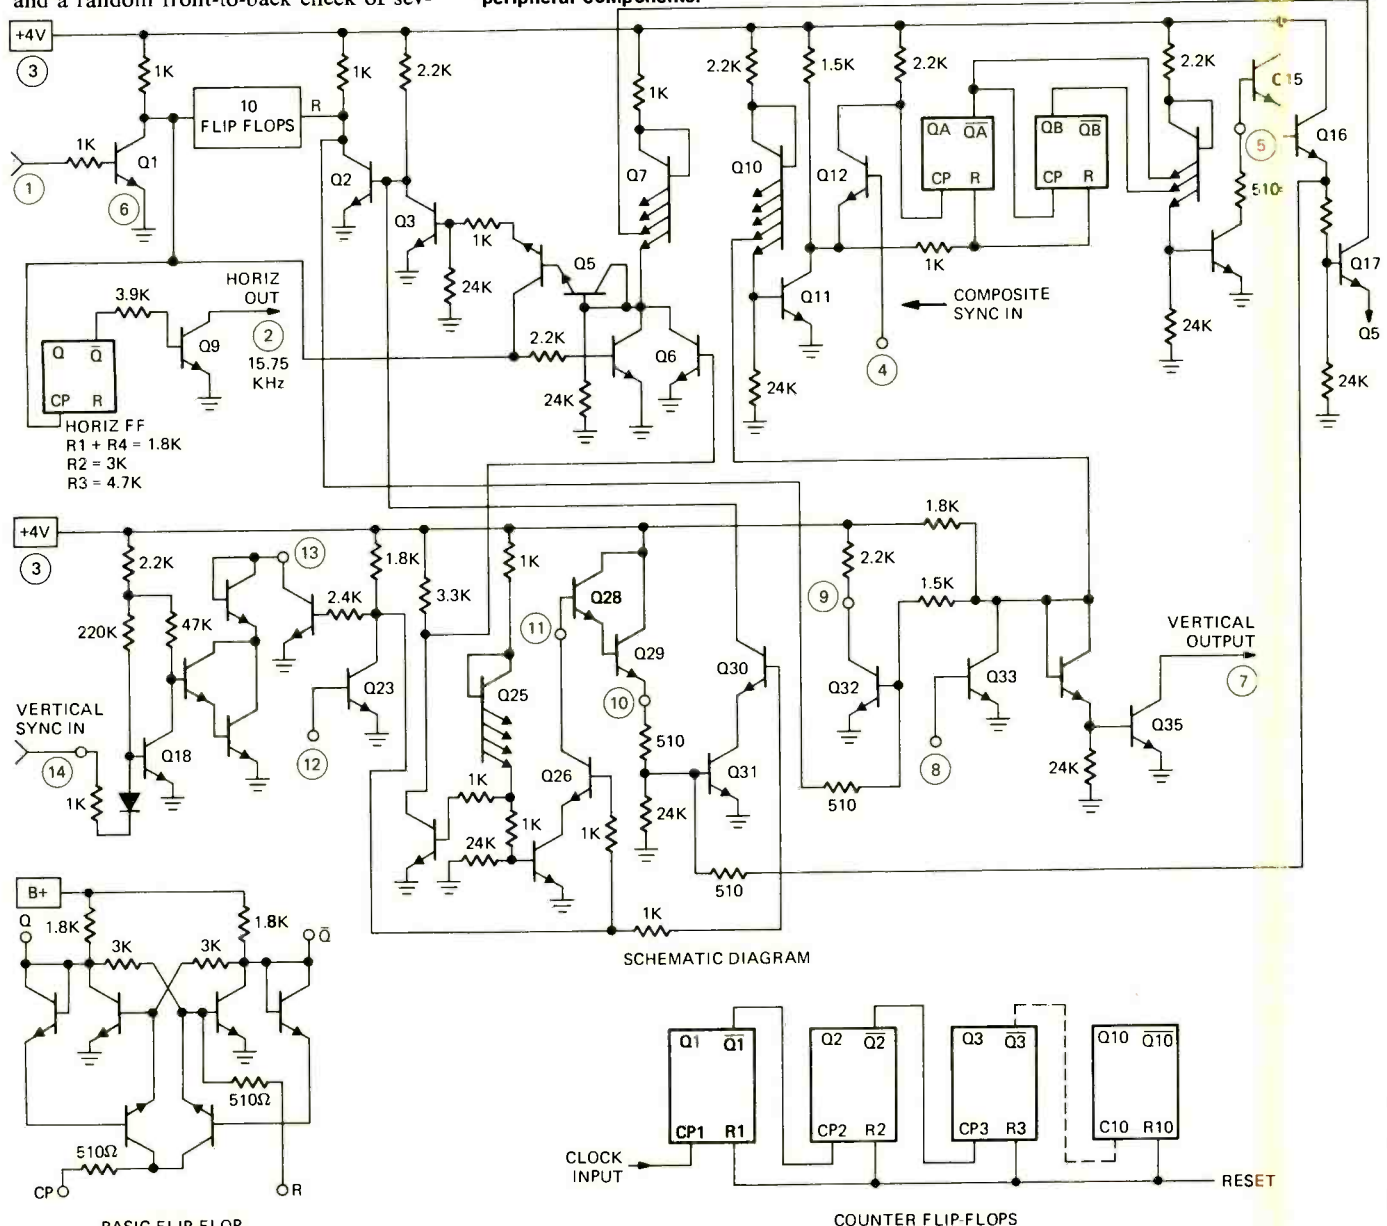 and a random front-to-back check of sev-
peripheral components.
+4V
3
1K
1K
2.2K
10
FLIP FLOPS
R
1K
Q1
1
6
Q2
Q3
1K
24K
Q5
2.2K
24K
Q6
1K
Q7
2.2K
Q10
1.5K
2.2K
Q12
QA
QA
CP
R
QB
QB
CP
R
2.2K
15
5
510
Q16
Q17
Q5
24K
24K
1K
Q11
24K
COMPOSITE
SYNC IN
4
HORIZ
OUT
3.9K
2
15.75
KHz
Q9
Q
Q
CP
R
HORIZ FF
R1 + R4 = 1.8K
R2 = 3K
R3 = 4.7K
+4V
3
2.2K
220K
47K
13
2.4K
1.8K
3.3K
1K
Q28
11
Q29
10
510
24K
Q30
Q31
Q25
Q26
1K
1K
24K
1K
Q23
12
VERTICAL
SYNC IN
14
1K
Q18
1.8K
2.2K
9
1.5K
Q32
Q33
8
510
24K
Q35
VERTICAL
OUTPUT
7
510
1K
SCHEMATIC DIAGRAM
B+
Q
1.8K
1.8K
Q̅
3K
3K
510Ω
510Ω
CP
R
BASIC FLIP FLOP
Q1
Q̅1̅
CP1
R1
Q2
Q̅2̅
CP2
R2
Q3
Q̅3̅
CP3
R3
Q10
Q̅1̅0̅
C10
R10
CLOCK
INPUT
RESET
COUNTER FLIP-FLOPS